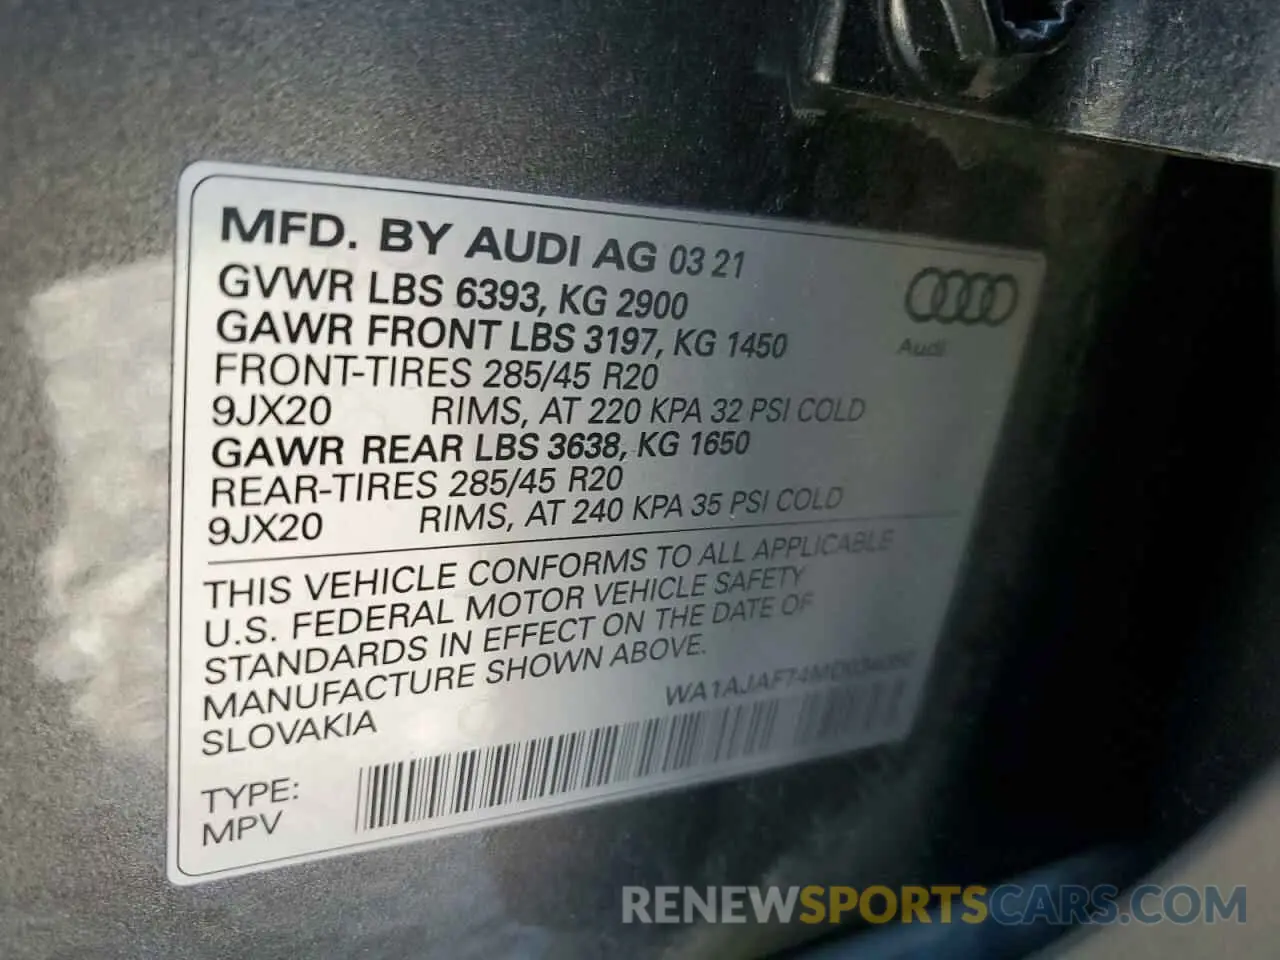 MFD. BY AUDI AG 03 21
GVWR LBS 6393, KG 2900
GAWR FRONT LBS 3197, KG 1450
FRONT-TIRES 285/45 R20
9JX20 RIMS, AT 220 KPA 32 PSI COLD
GAWR REAR LBS 3638, KG 1650
REAR-TIRES 285/45 R20
9JX20 RIMS, AT 240 KPA 35 PSI COLD
Audi
THIS VEHICLE CONFORMS TO ALL APPLICABLE
U.S. FEDERAL MOTOR VEHICLE SAFETY
STANDARDS IN EFFECT ON THE DATE OF
MANUFACTURE SHOWN ABOVE.
SLOVAKIA
TYPE:
MPV
RENEWSPORTSCARS.COM